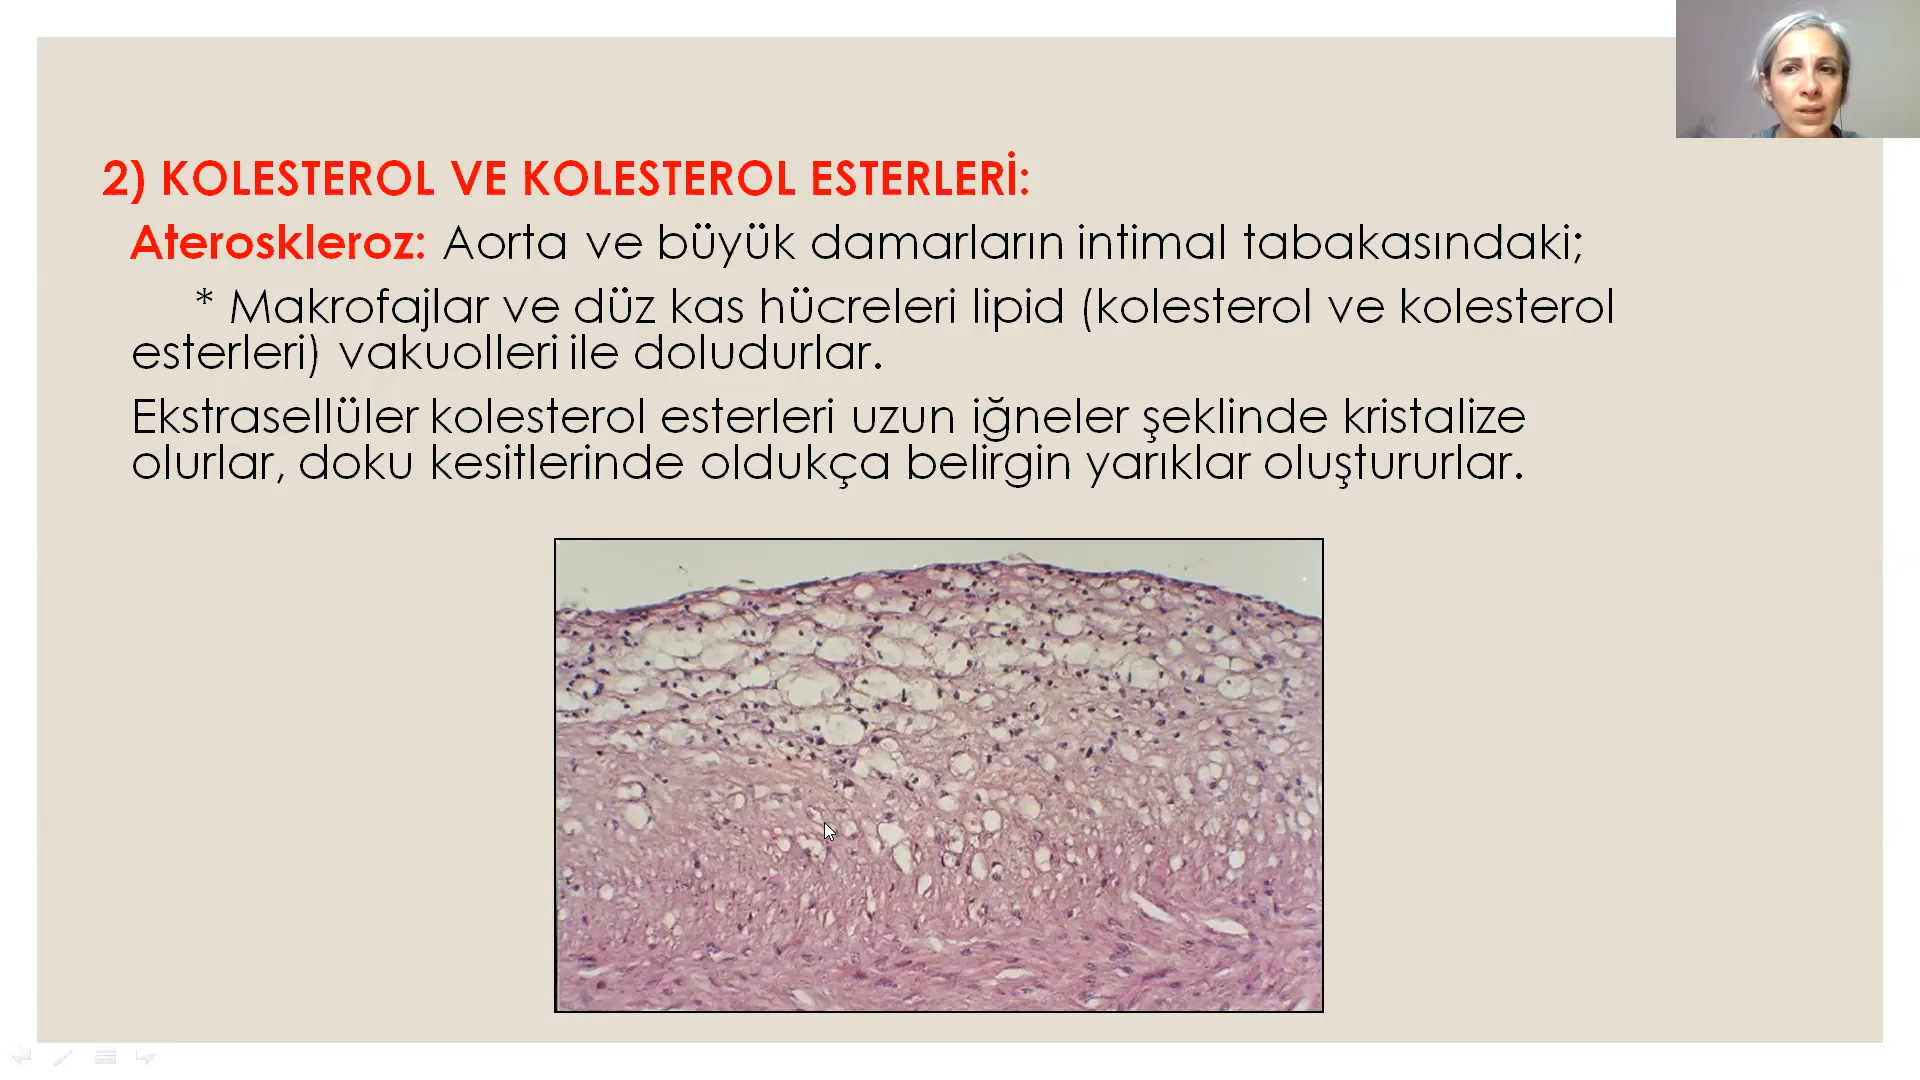 2) KOLESTEROL VE KOLESTEROL ESTERLERİ:
Ateroskleroz: Aorta ve büyük damarların intimal tabakasındaki;
* Makrofajlar ve düz kas hücreleri lipid (kolesterol ve kolesterol
esterleri) vakuolleri ile doludurlar.
Ekstrasellüler kolesterol esterleri uzun iğneler şeklinde kristalize
olurlar, doku kesitlerinde oldukça belirgin yarıklar oluştururlar.